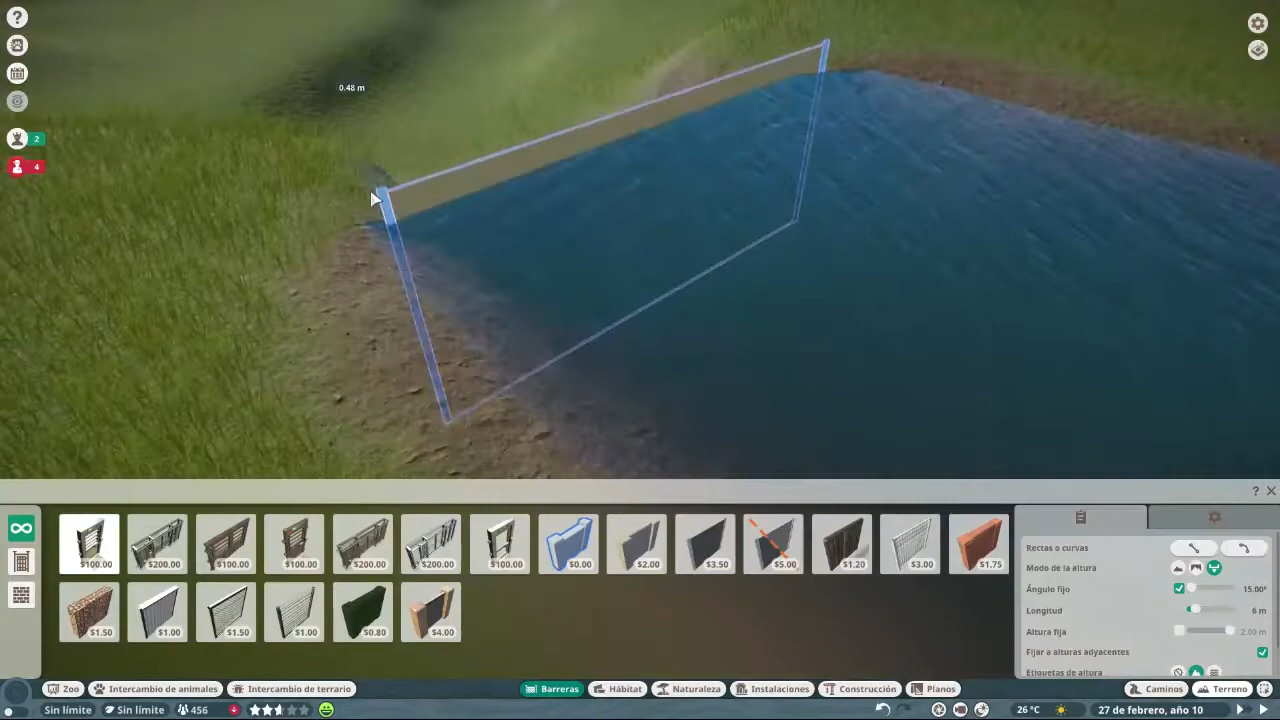 ?
0.48 m
2
4
? ×
$100.00 $200.00 $100.00 $100.00 $200.00 $200.00 $100.00 $0.00 $2.00 $3.50 $5.00 $1.20 $3.00 $1.75
$1.50 $1.00 $1.50 $1.00 $0.80 $4.00
Rectas o curvas
Modo de la altura
Ángulo fijo 15.00°
Longitud 6 m
Altura fija 2.00 m
Fijar a alturas adyacentes
Etiquetas de altura
Zoo Intercambio de animales Intercambio de terrario Barreras Hábitat Naturaleza Instalaciones Construcción Planos Caminos Terreno
Sin límite Sin límite 456 26 °C 27 de febrero, año 10